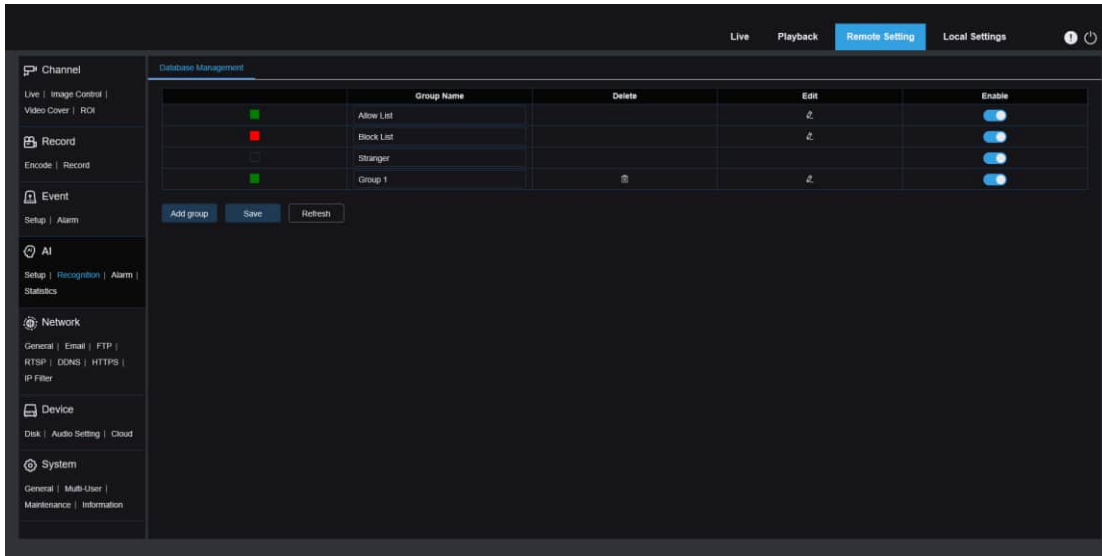 Live Playback Remote Setting Local Settings
Channel
Live | Image Control |
Video Cover | ROI
Record
Encode | Record
Event
Setup | Alarm
AI
Setup | Recognition | Alarm |
Statistics
Network
General | Email | FTP |
RTSP | DDNS | HTTPS |
IP Filter
Device
Disk | Audio Setting | Cloud
System
General | Multi-User |
Maintenance | Information
Database Management
Group Name Delete Edit Enable
Allow List
Block List
Stranger
Group 1
Add group Save Refresh